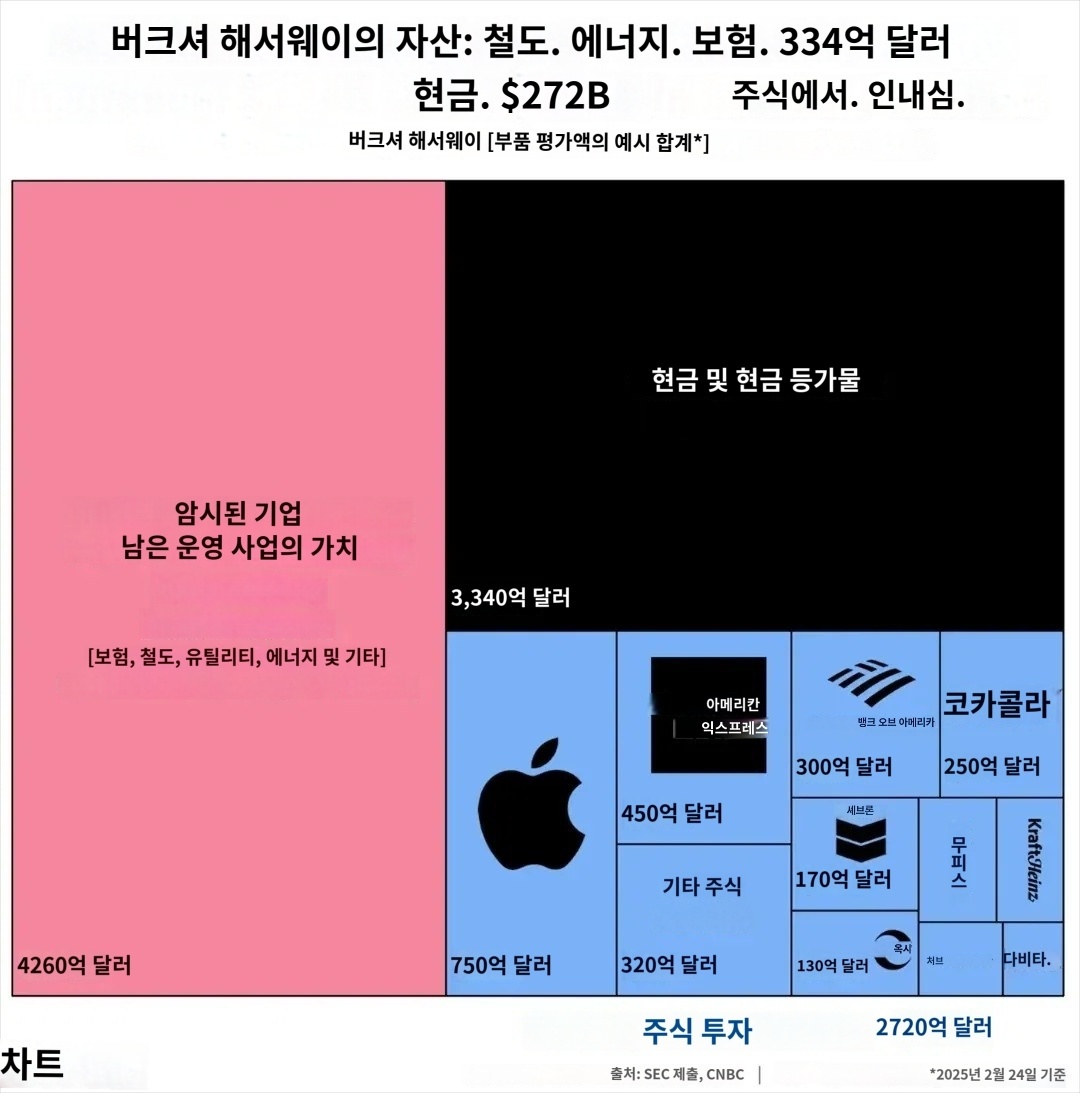 버크셔 해서웨이의 자산: 철도. 에너지. 보험. 334억 달러
현금. $272B 주식에서. 인내심.
버크셔 해서웨이 [부품 평가액의 예시 합계*]
암시된 기업
남은 운영 사업의 가치
[보험, 철도, 유틸리티, 에너지 및 기타]
4260억 달러
현금 및 현금 등가물
3,340억 달러
750억 달러
아메리칸
익스프레스
450억 달러
기타 주식
320억 달러
뱅크 오브 아메리카
300억 달러
코카콜라
250억 달러
셰브론
170억 달러
무피스
KraftHeinz
옥시
130억 달러
처브
다비타.
주식 투자 2720억 달러
차트
출처: SEC 제출, CNBC |
*2025년 2월 24일 기준